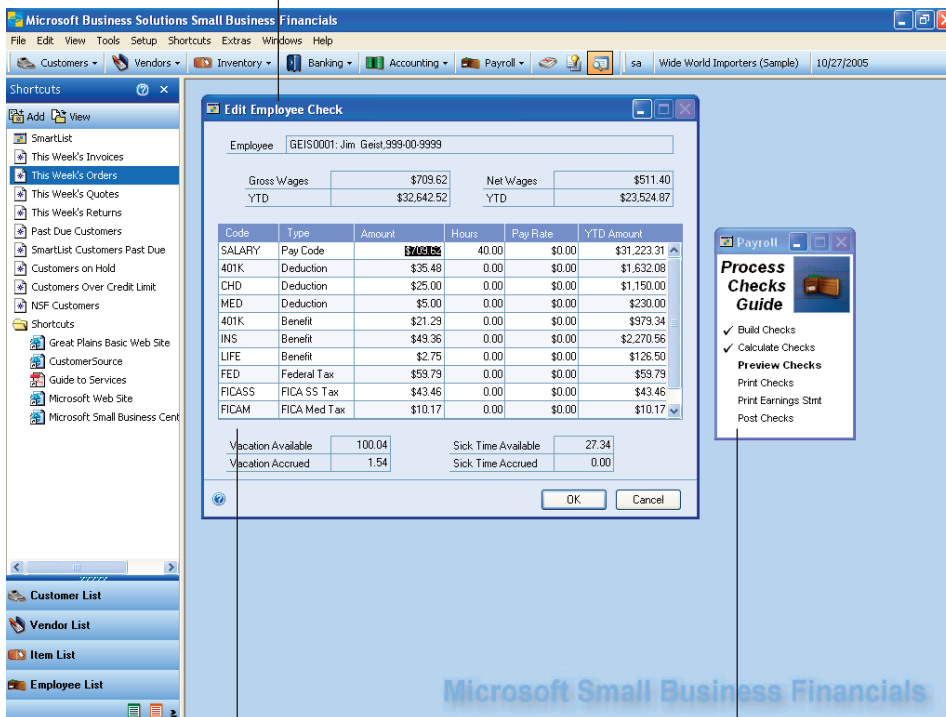 Microsoft Business Solutions Small Business Financials
File Edit View Tools Setup Shortcuts Extras Windows Help
Customers Vendors Inventory Banking Accounting Payroll sa Wide World Importers (Sample) 10/27/2005
Shortcuts
Add View
SmartList
This Week's Invoices
This Week's Orders
This Week's Quotes
This Week's Returns
Past Due Customers
SmartList Customers Past Due
Customers on Hold
Customers Over Credit Limit
NSF Customers
Shortcuts
Great Plains Basic Web Site
CustomerSource
Guide to Services
Microsoft Web Site
Microsoft Small Business Cent
Customer List
Vendor List
Item List
Employee List
Edit Employee Check
Employee GEIS0001: Jim Geist,999-00-9999
Gross Wages $709.62 Net Wages $511.40
YTD $32,642.52 YTD $23,524.87
Code Type Amount Hours Pay Rate YTD Amount
SALARY Pay Code $709.62 40.00 $0.00 $31,223.31
401K Deduction $35.48 0.00 $0.00 $1,632.08
CHD Deduction $25.00 0.00 $0.00 $1,150.00
MED Deduction $5.00 0.00 $0.00 $230.00
401K Benefit $21.29 0.00 $0.00 $979.34
INS Benefit $49.36 0.00 $0.00 $2,270.56
LIFE Benefit $2.75 0.00 $0.00 $126.50
FED Federal Tax $59.79 0.00 $0.00 $59.79
FICASS FICA SS Tax $43.46 0.00 $0.00 $43.46
FICAM FICA Med Tax $10.17 0.00 $0.00 $10.17
Vacation Available 100.04 Sick Time Available 27.34
Vacation Accrued 1.54 Sick Time Accrued 0.00
OK Cancel
Payroll
Process
Checks
Guide
Build Checks
Calculate Checks
Preview Checks
Print Checks
Print Earnings Stmt
Post Checks
Microsoft Small Business Financials